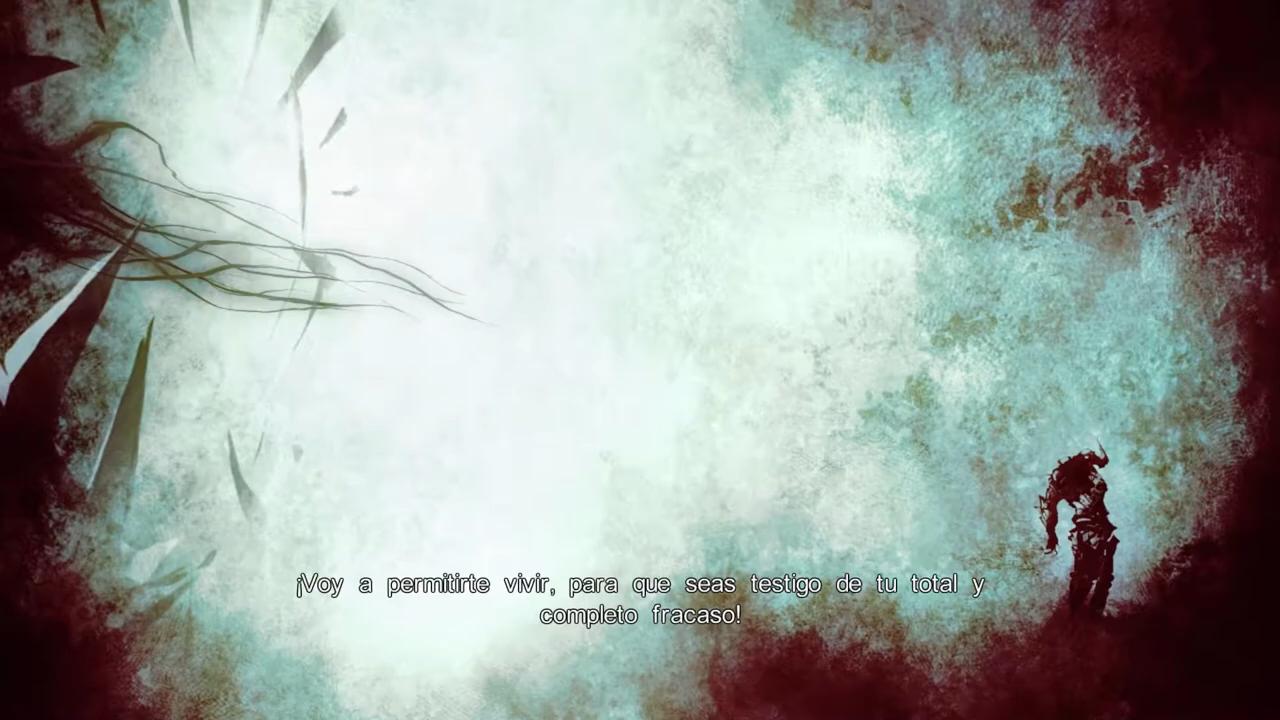 ¡Voy a permitirte vivir, para que seas testigo de tu total y
completo fracaso!